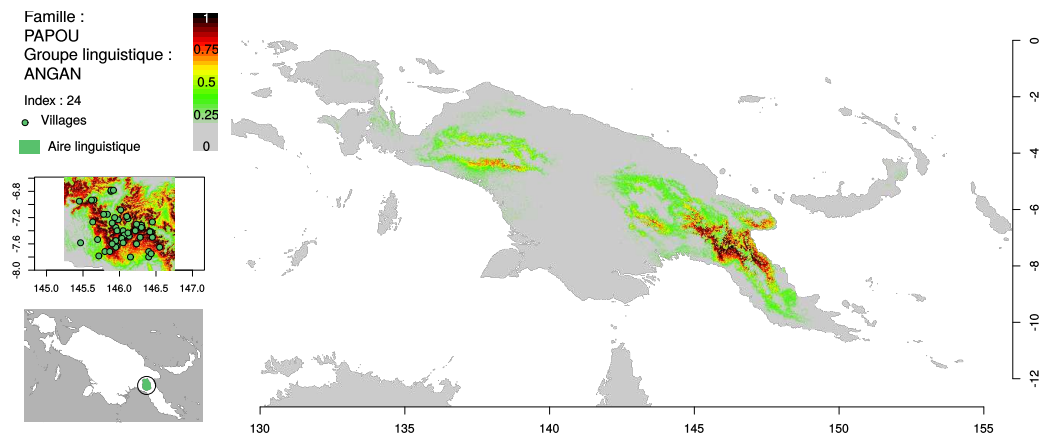 Famille :
PAPOU
Groupe linguistique :
ANGAN
Index : 24
Villages
Aire linguistique
1
0.75
0.5
0.25
0
-6.8
-7.2
-7.6
-8.0
145.0 145.5 146.0 146.5 147.0
0
-2
-4
-6
-8
-10
-12
130 135 140 145 150 155